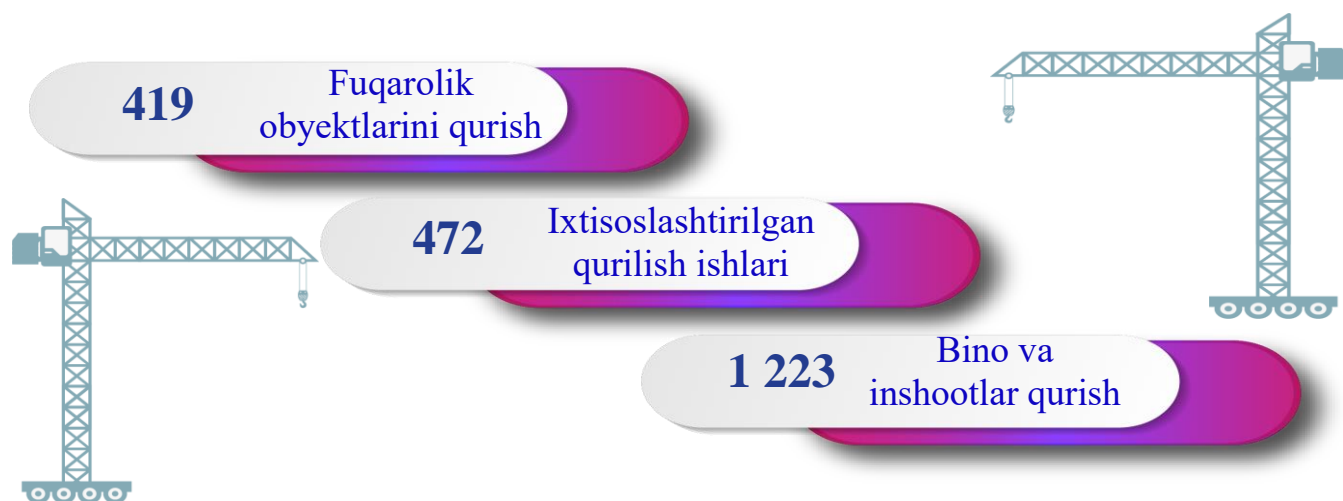 419
Fuqarolik
obyektlarini qurish
472
Ixtisoslashtirilgan
qurilish ishlari
1 223
Bino va
inshootlar qurish